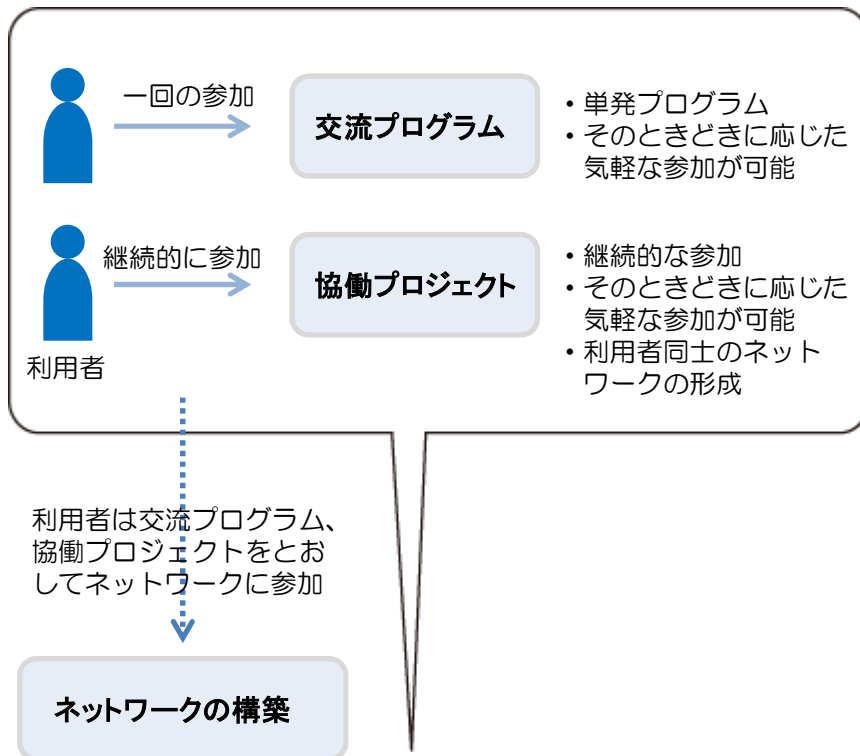 一回の参加
交流プログラム
・単発プログラム
・そのときどきに応じた
気軽な参加が可能
継続的に参加
協働プロジェクト
・継続的な参加
・そのときどきに応じた
気軽な参加が可能
・利用者同士のネット
ワークの形成
利用者
利用者は交流プログラム、
協働プロジェクトをとお
してネットワークに参加
ネットワークの構築